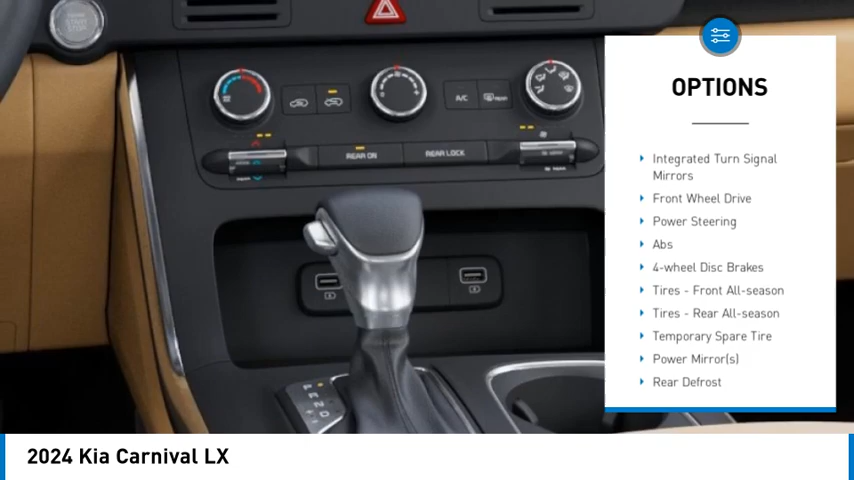 OPTIONS
Integrated Turn Signal
Mirrors
Front Wheel Drive
Power Steering
Abs
4-wheel Disc Brakes
Tires - Front All-season
Tires - Rear All-season
Temporary Spare Tire
Power Mirror(s)
Rear Defrost
A/C
REAR
REAR ON
REAR LOCK
P
R
N
D
2024 Kia Carnival LX